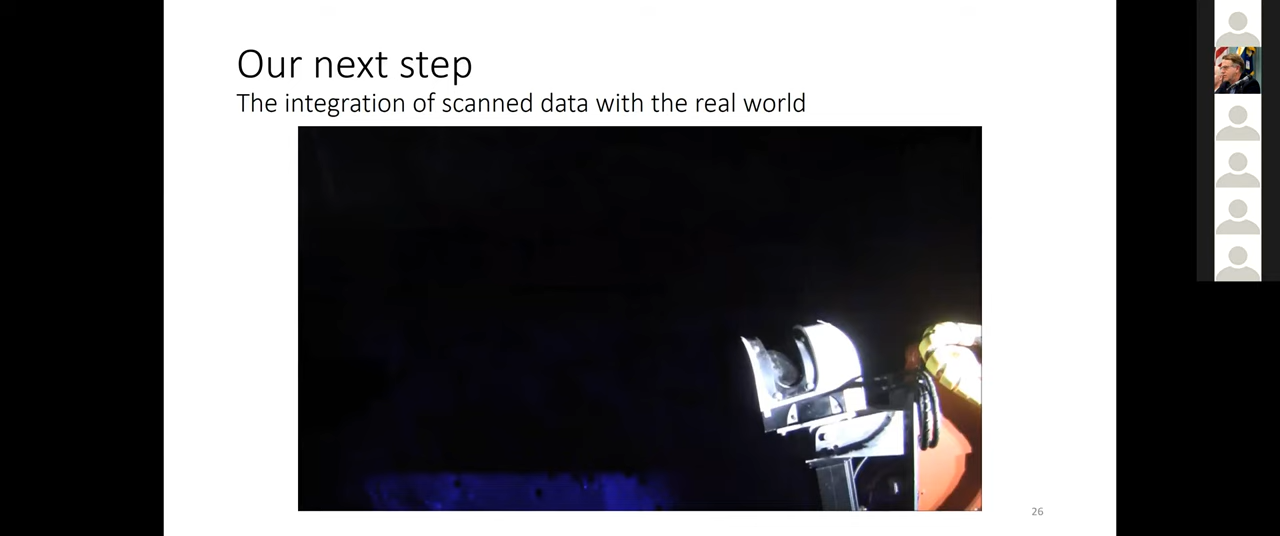 Our next step
The integration of scanned data with the real world
26